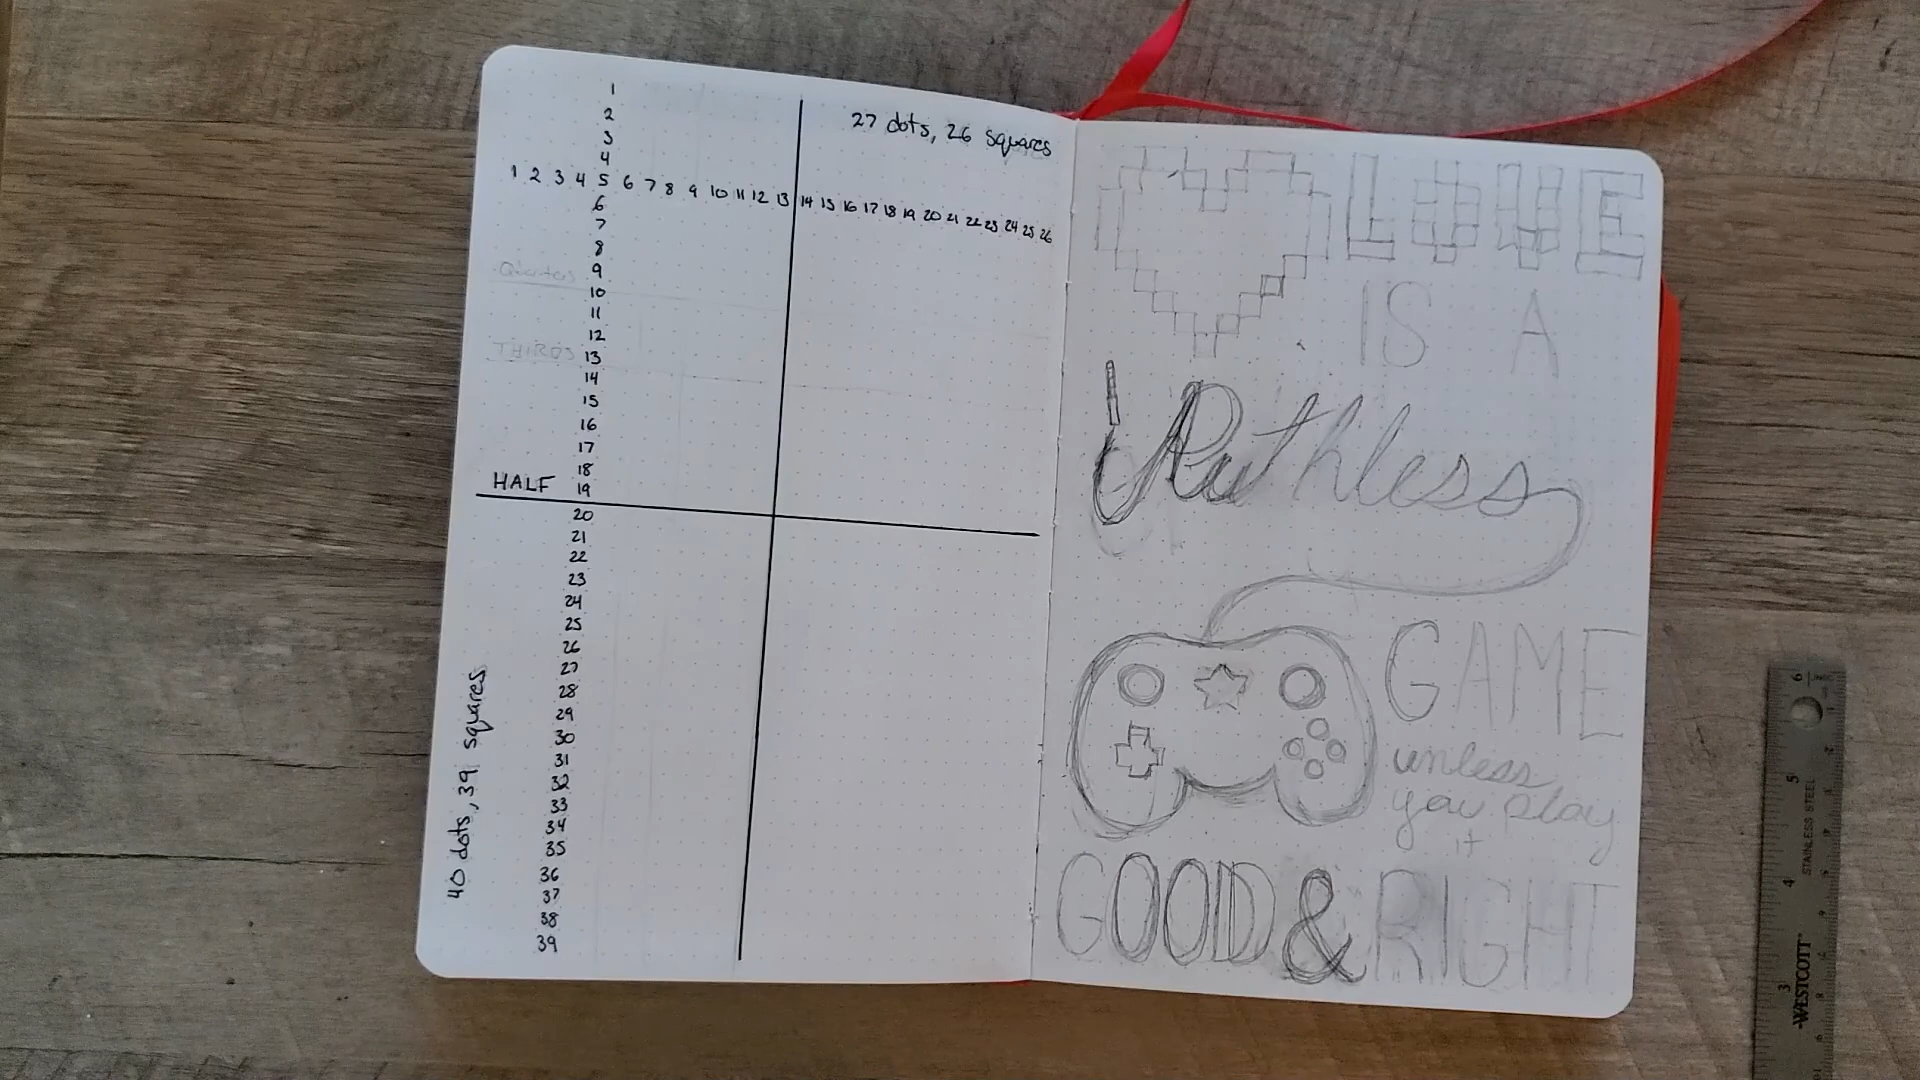 27 dots, 26 squares
1
2
3
4
1 2 3 4 5 6 7 8 9 10 11 12 13 14 15 16 17 18 19 20 21 22 23 24 25 26
6
7
8
9
10
11
12
THIRDS 13
14
15
16
17
18
HALF 19
20
21
22
23
24
25
26
27
28
29
30
31
32
33
34
35
36
37
38
39
40 dots, 39 squares
LOVE
IS A
Ruthless
GAME
unless
you play
it
GOOD & RIGHT
WESTCOTT
STAINLESS STEEL
6
5
4
3